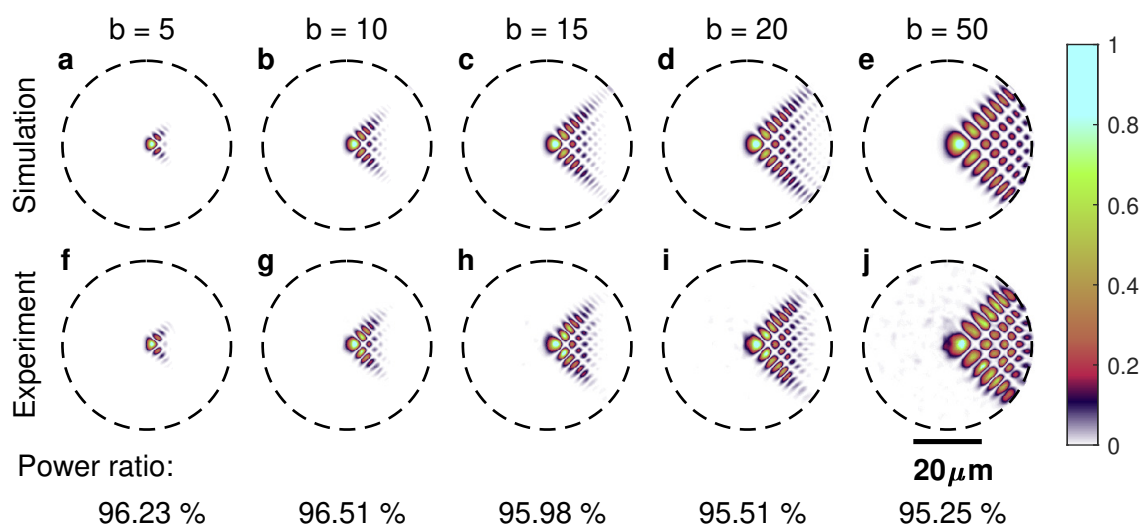 b = 5 b = 10 b = 15 b = 20 b = 50
a b c d e
Simulation
f g h i j
Experiment
1
0.8
0.6
0.4
0.2
0
20μm
Power ratio:
96.23 % 96.51 % 95.98 % 95.51 % 95.25 %